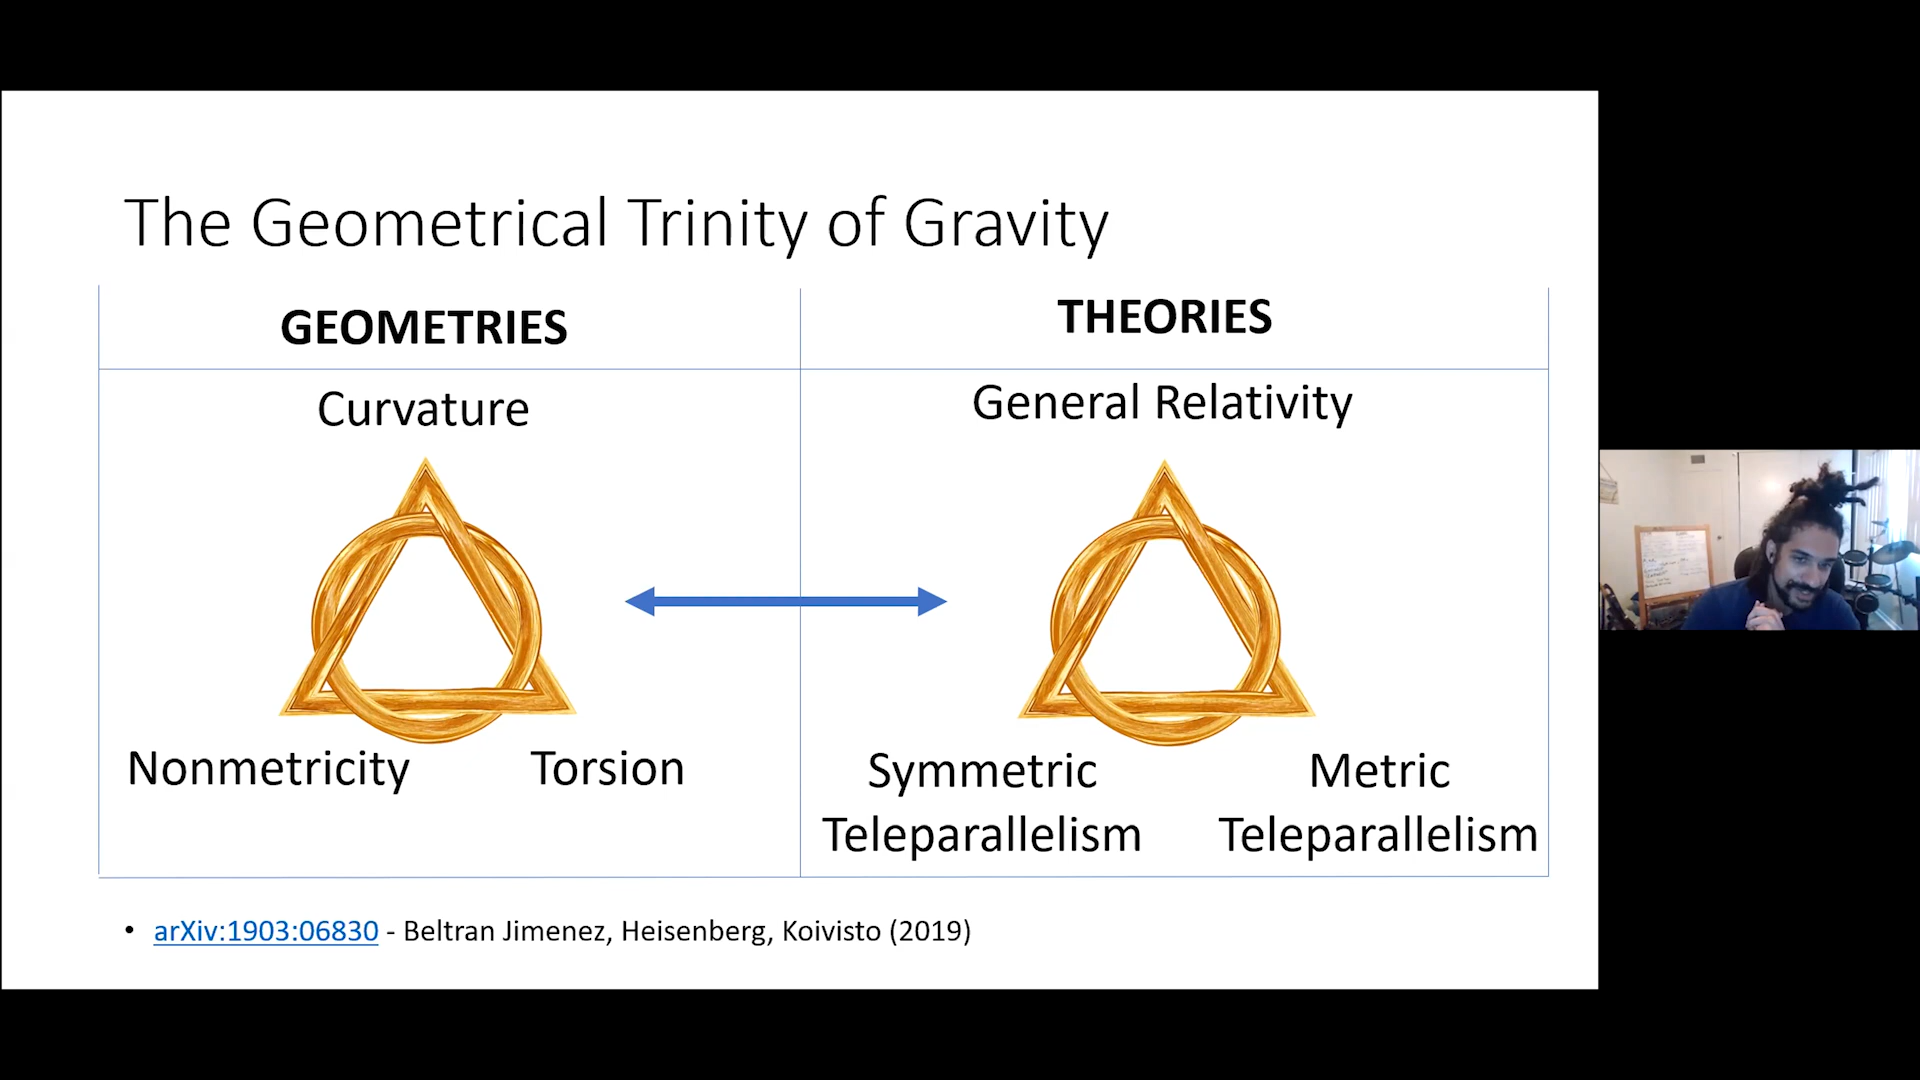 The Geometrical Trinity of Gravity
GEOMETRIES
THEORIES
Curvature
General Relativity
Nonmetricity
Torsion
Symmetric
Teleparallelism
Metric
Teleparallelism
• arXiv:1903:06830 - Beltran Jimenez, Heisenberg, Koivisto (2019)